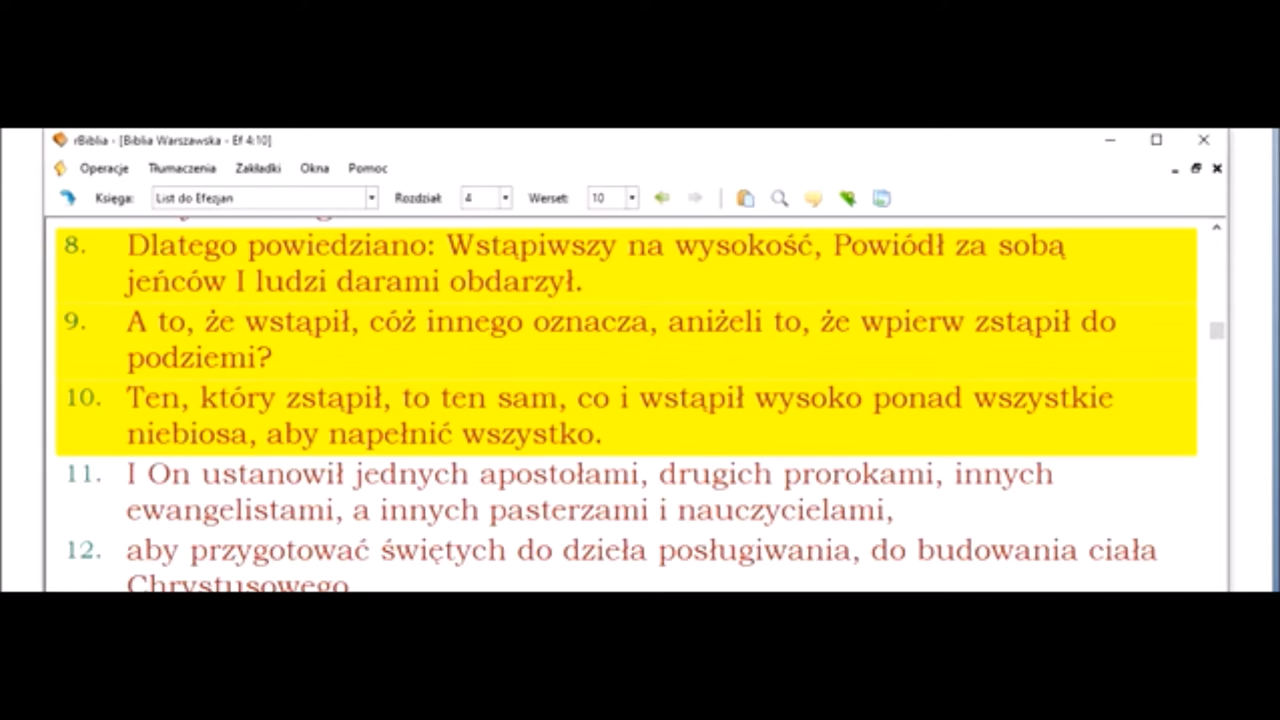 rBiblia - [Biblia Warszawska - Ef 4:10]
Operacje Tłumaczenia Zakładki Okna Pomoc
Księga: List do Efezjan Rozdział 4 Werset: 10
8. Dlatego powiedziano: Wstąpiwszy na wysokość, Powiódł za sobą
jeńców I ludzi darami obdarzył.
9. A to, że wstąpił, cóż innego oznacza, aniżeli to, że wpierw zstąpił do
podziemi?
10. Ten, który zstąpił, to ten sam, co i wstąpił wysoko ponad wszystkie
niebiosa, aby napełnić wszystko.
11. I On ustanowił jednych apostołami, drugich prorokami, innych
ewangelistami, a innych pasterzami i nauczycielami,
12. aby przygotować świętych do dzieła posługiwania, do budowania ciała
Chrystusowego